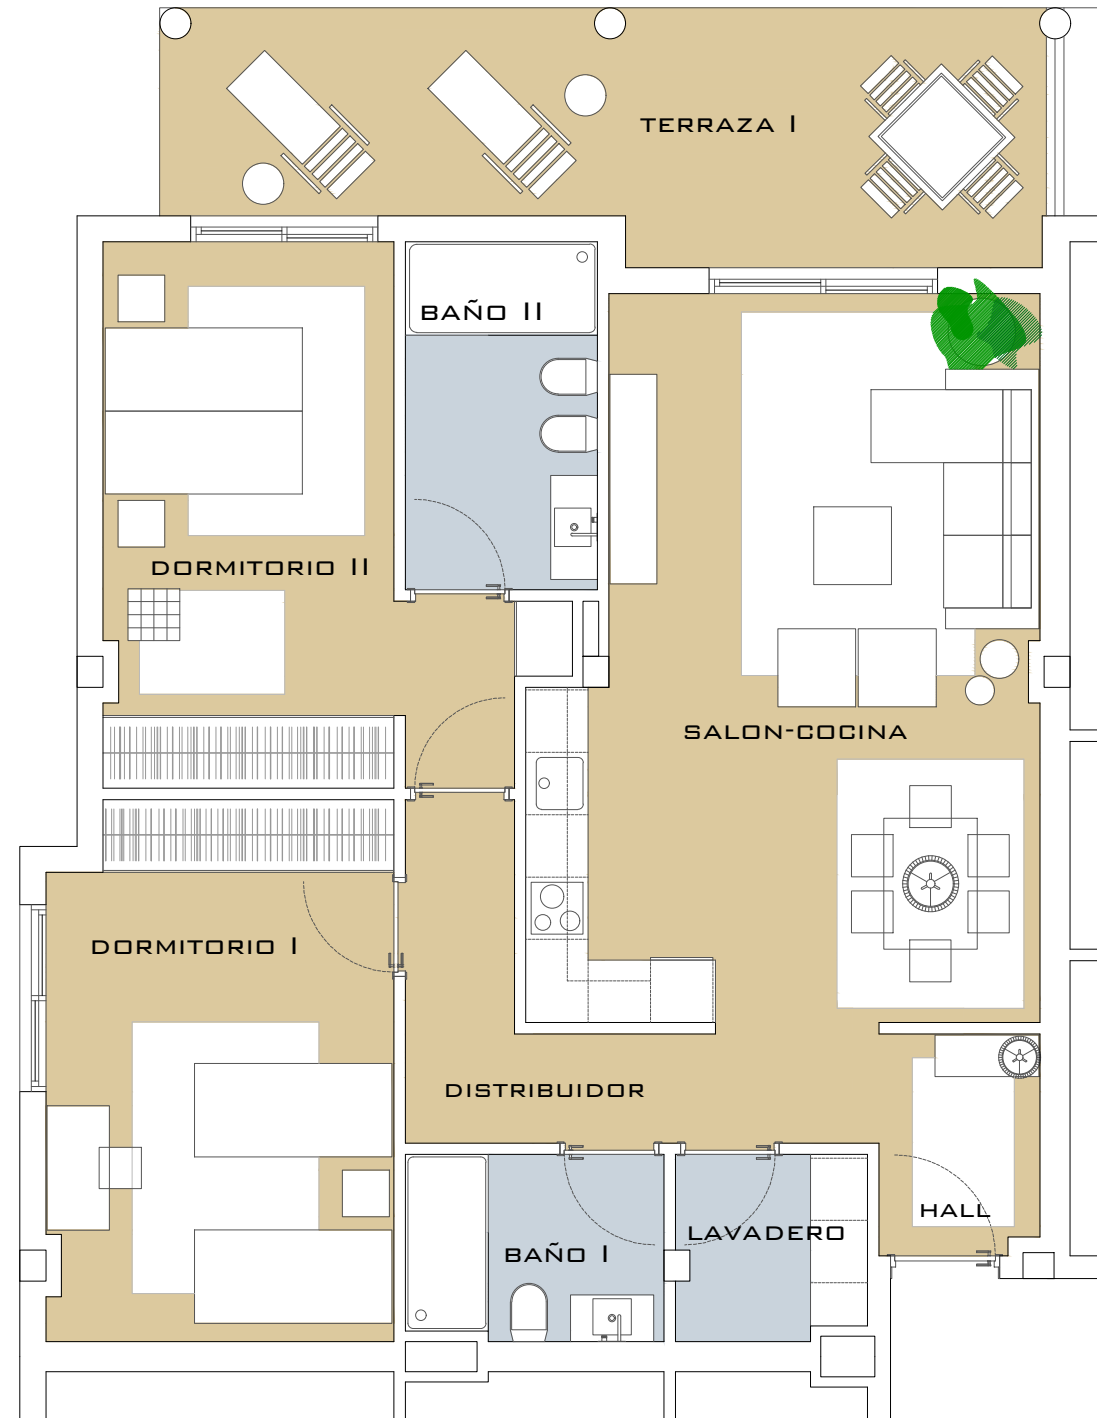 TERRAZA I
BAÑO II
DORMITORIO II
SALON-COCINA
DORMITORIO I
DISTRIBUIDOR
HALL
LAVADERO
BAÑO I